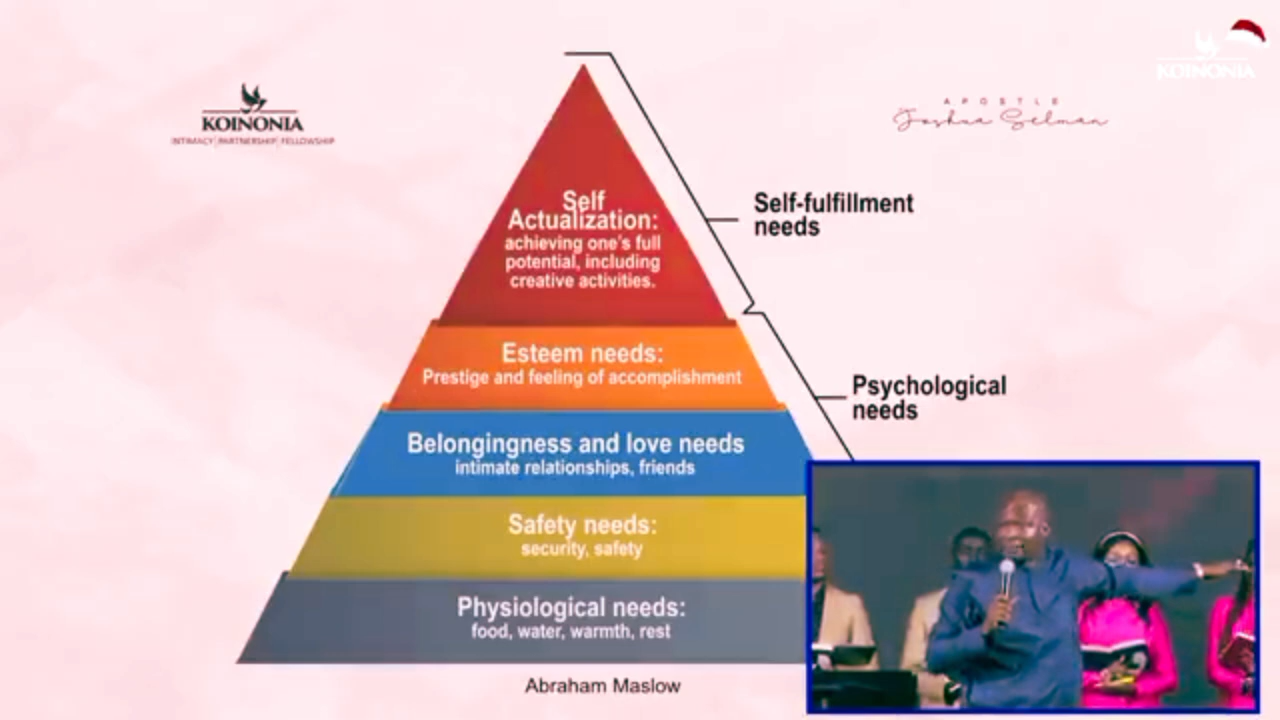 KOINONIA
KOINONIA
INTIMACY | PARTNERSHIP | FELLOWSHIP
APOSTLE
Joshua Selman
Self
Actualization:
achieving one's full
potential, including
creative activities.
Self-fulfillment
needs
Esteem needs:
Prestige and feeling of accomplishment
Psychological
needs
Belongingness and love needs
intimate relationships, friends
Safety needs:
security, safety
Physiological needs:
food, water, warmth, rest
Abraham Maslow